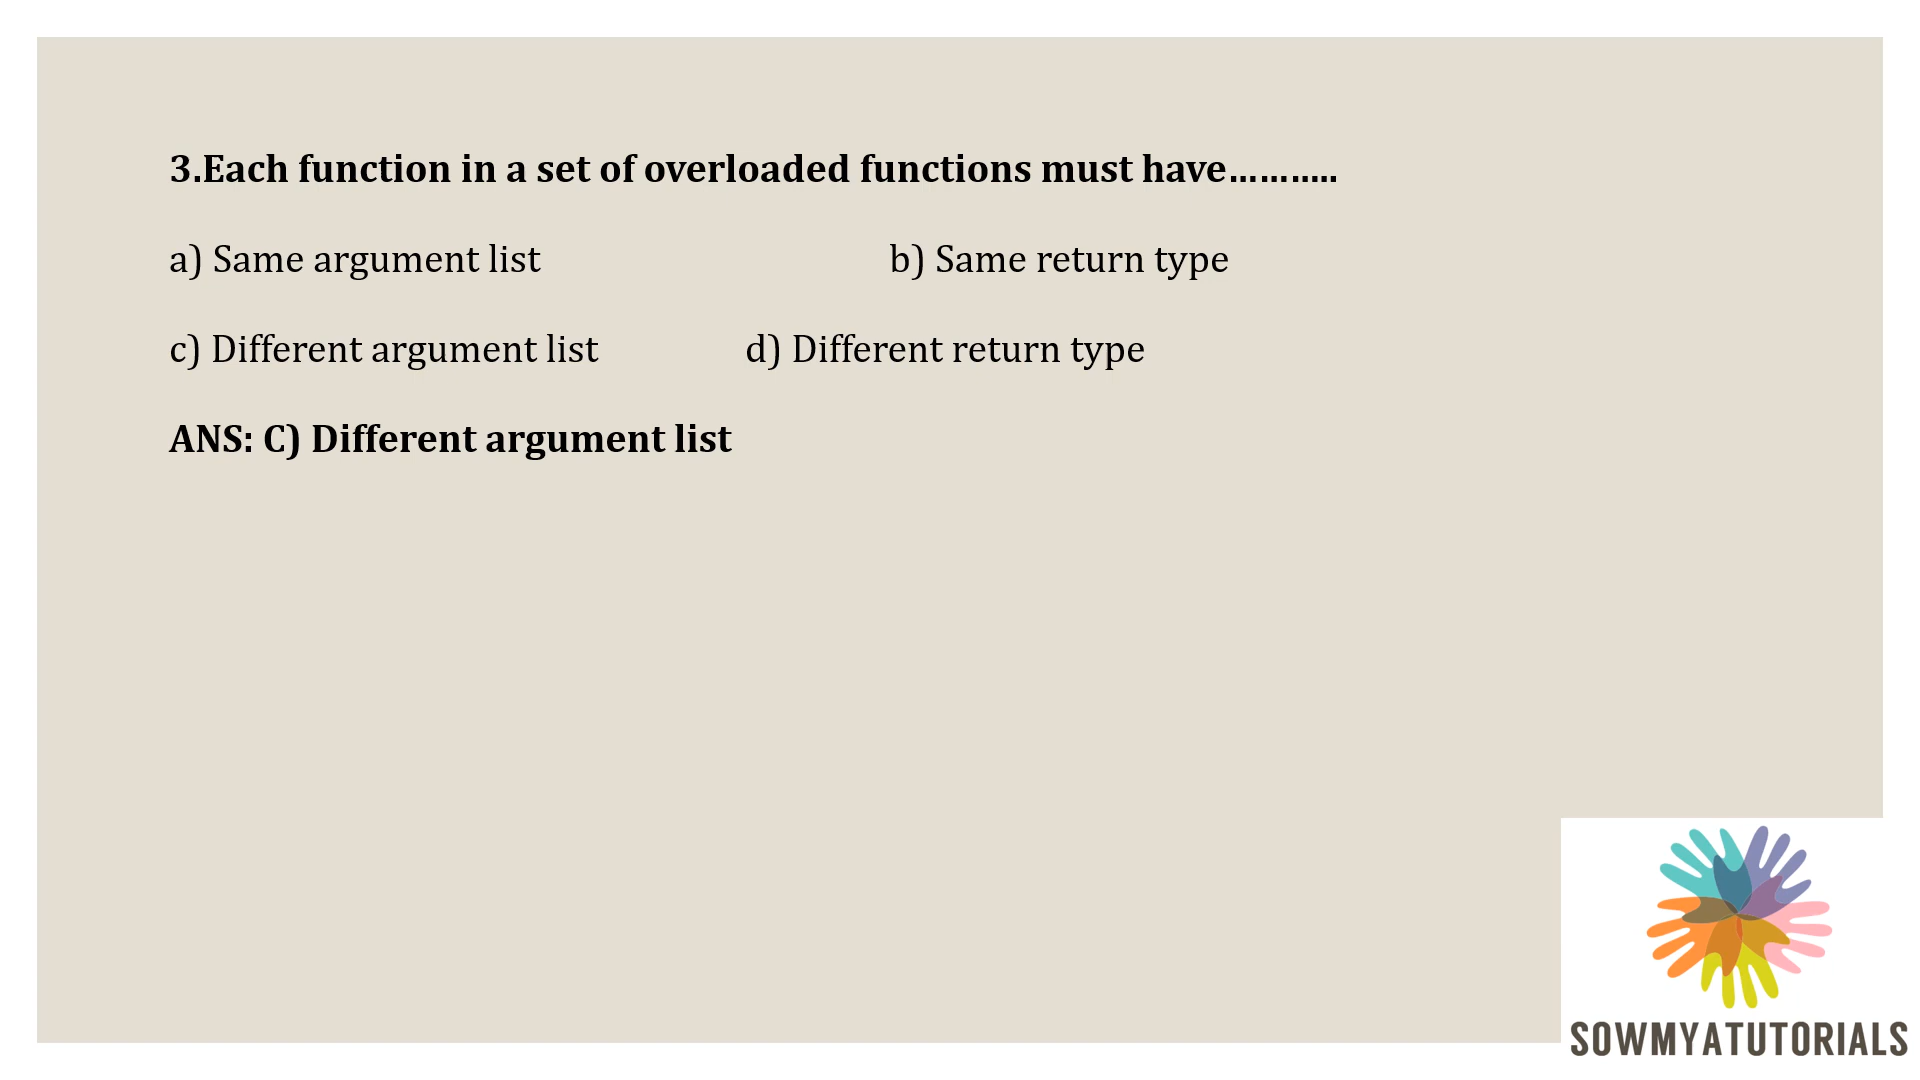 3.Each function in a set of overloaded functions must have………..
a) Same argument list b) Same return type
c) Different argument list d) Different return type
ANS: C) Different argument list
SOWMYATUTORIALS